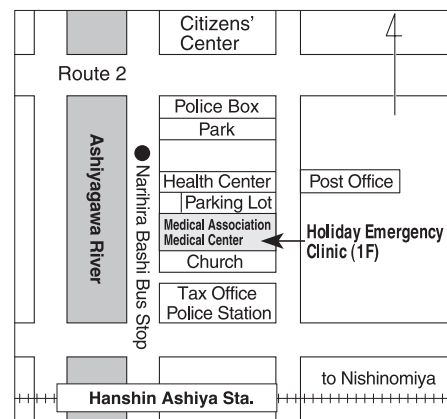 Citizens'
Center
Route 2
Police Box
Park
Ashiyagawa River
Narihira Bashi Bus Stop
Health Center
Post Office
Parking Lot
Medical Association
Medical Center
Holiday Emergency
Clinic (1F)
Church
Tax Office
Police Station
to Nishinomiya
Hanshin Ashiya Sta.